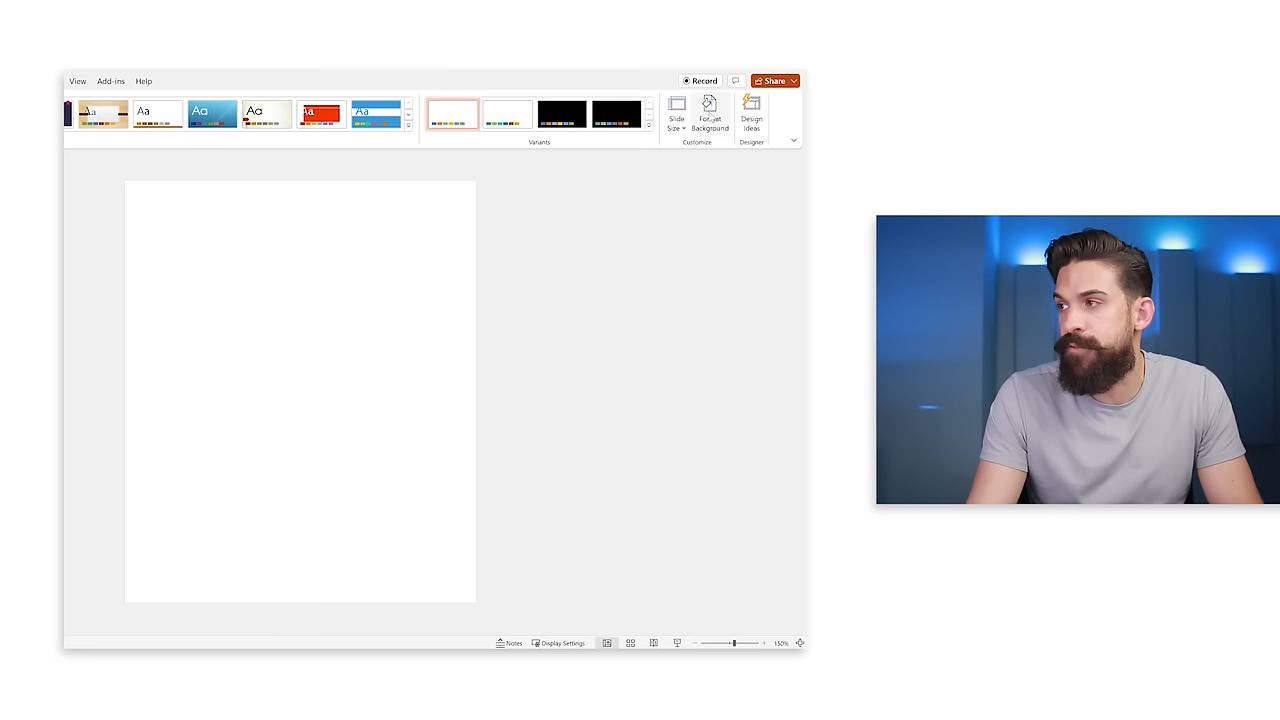 View Add-ins Help
Record
Share
Aa Aa Aa Aa Aa Aa
Slide Size
Format Background
Design Ideas
Variants
Customize
Designer
Notes
Display Settings
150%